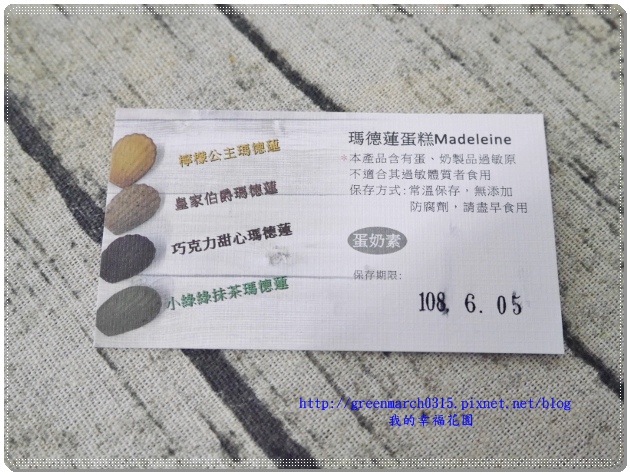 檸檬公主瑪德蓮
皇家伯爵瑪德蓮
巧克力甜心瑪德蓮
小綠綠抹茶瑪德蓮
瑪德蓮蛋糕Madeleine
*本產品含有蛋、奶製品過敏原
不適合其過敏體質者食用
保存方式:常溫保存，無添加
防腐劑，請盡早食用
蛋奶素
保存期限:
108. 6. 05
http://greenmarch0315.pixnet.net/blog
我的幸福花園